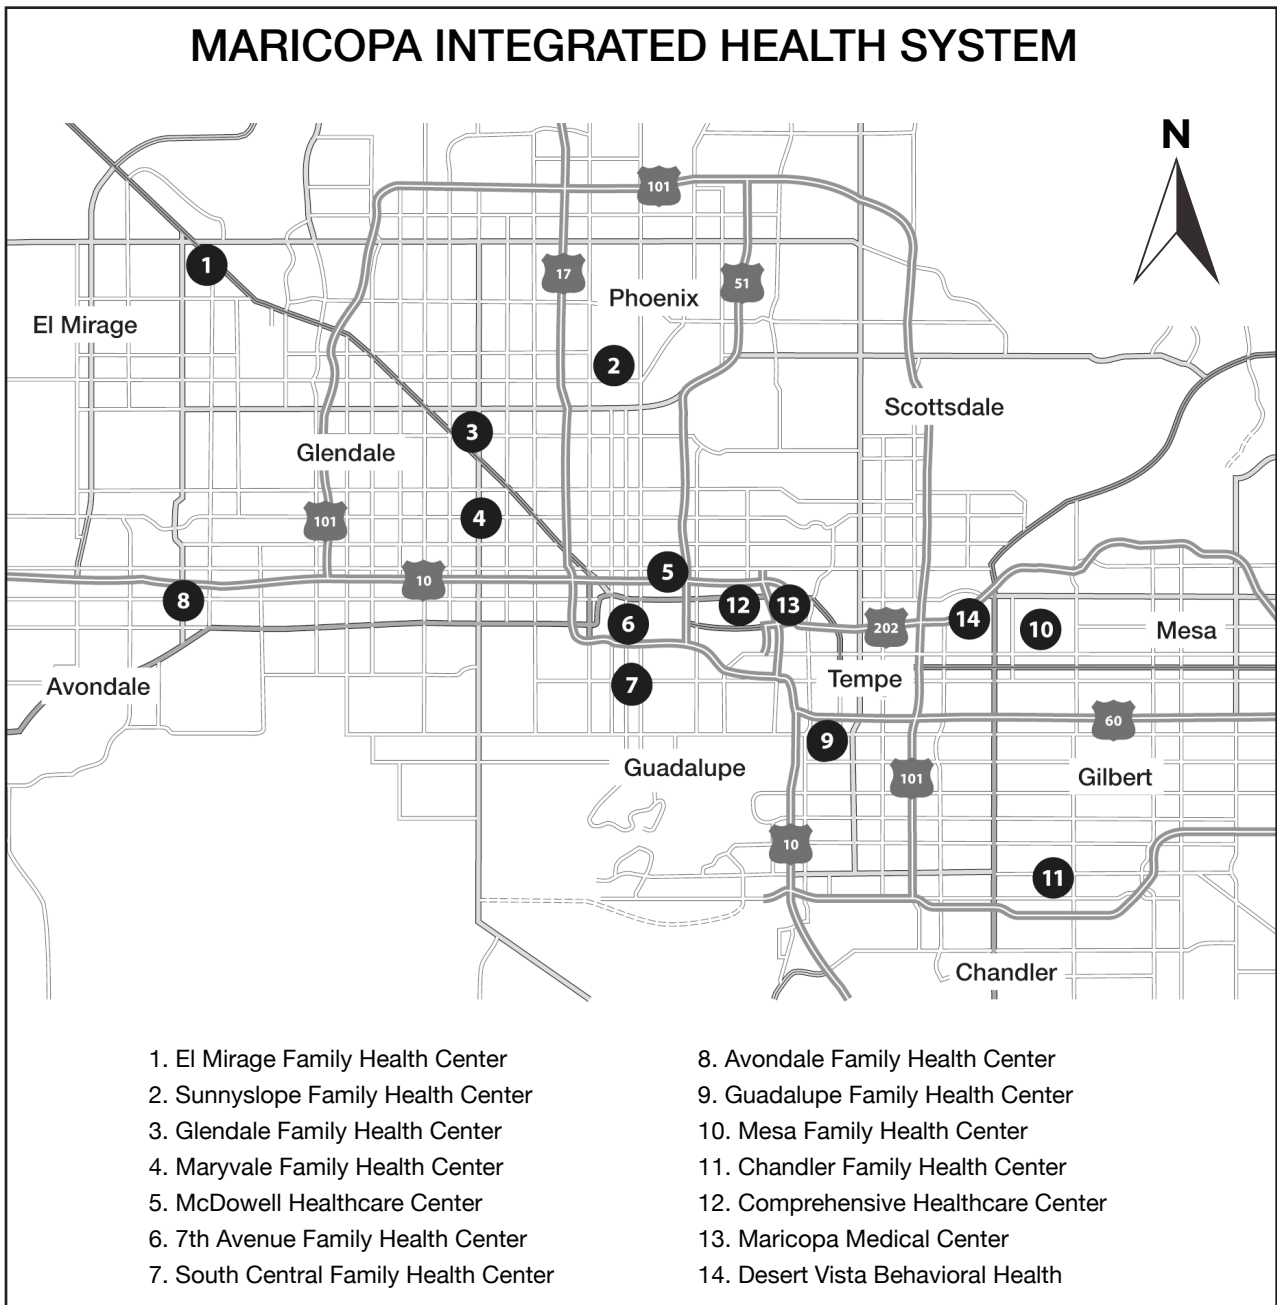 MARICOPA INTEGRATED HEALTH SYSTEM
N
101
1
17
51
Phoenix
El Mirage
2
Scottsdale
3
Glendale
4
101
5
10
8
12
13
6
14
10
202
Mesa
7
Tempe
Avondale
60
9
Guadalupe
101
Gilbert
10
11
Chandler
1. El Mirage Family Health Center
2. Sunnyslope Family Health Center
3. Glendale Family Health Center
4. Maryvale Family Health Center
5. McDowell Healthcare Center
6. 7th Avenue Family Health Center
7. South Central Family Health Center
8. Avondale Family Health Center
9. Guadalupe Family Health Center
10. Mesa Family Health Center
11. Chandler Family Health Center
12. Comprehensive Healthcare Center
13. Maricopa Medical Center
14. Desert Vista Behavioral Health